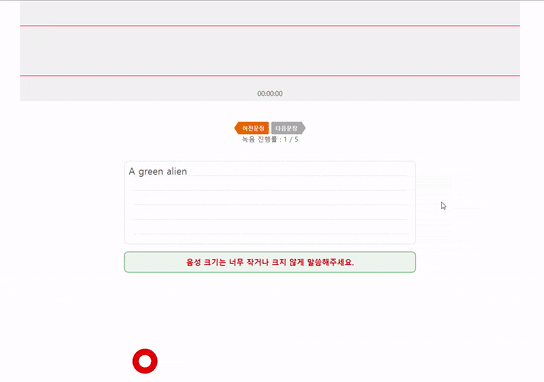 00:00:00
이전문장 다음문장
녹음 진행률 : 1 / 5
A green alien
음성 크기는 너무 작거나 크지 않게 말씀해주세요.